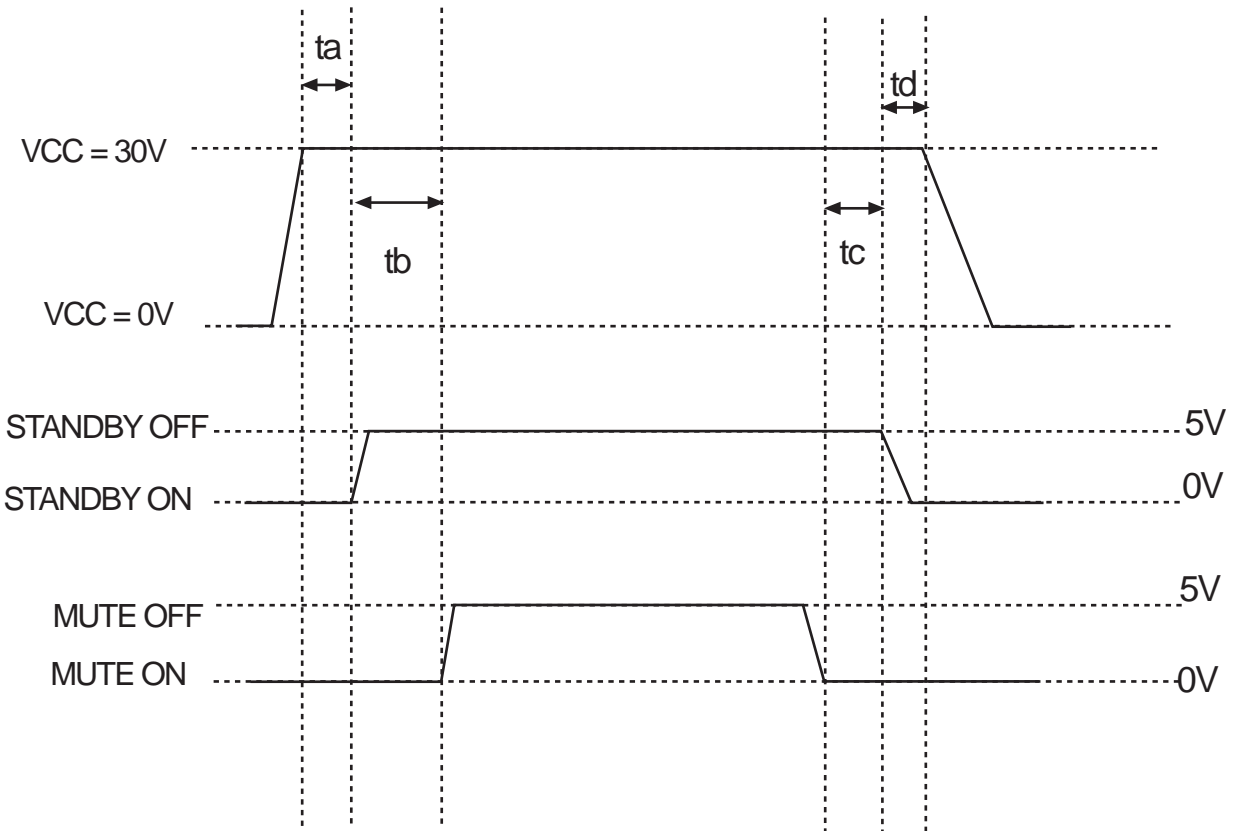 ta
td
VCC = 30V
tb
tc
VCC = 0V
STANDBY OFF
5V
STANDBY ON
0V
5V
MUTE OFF
MUTE ON
0V